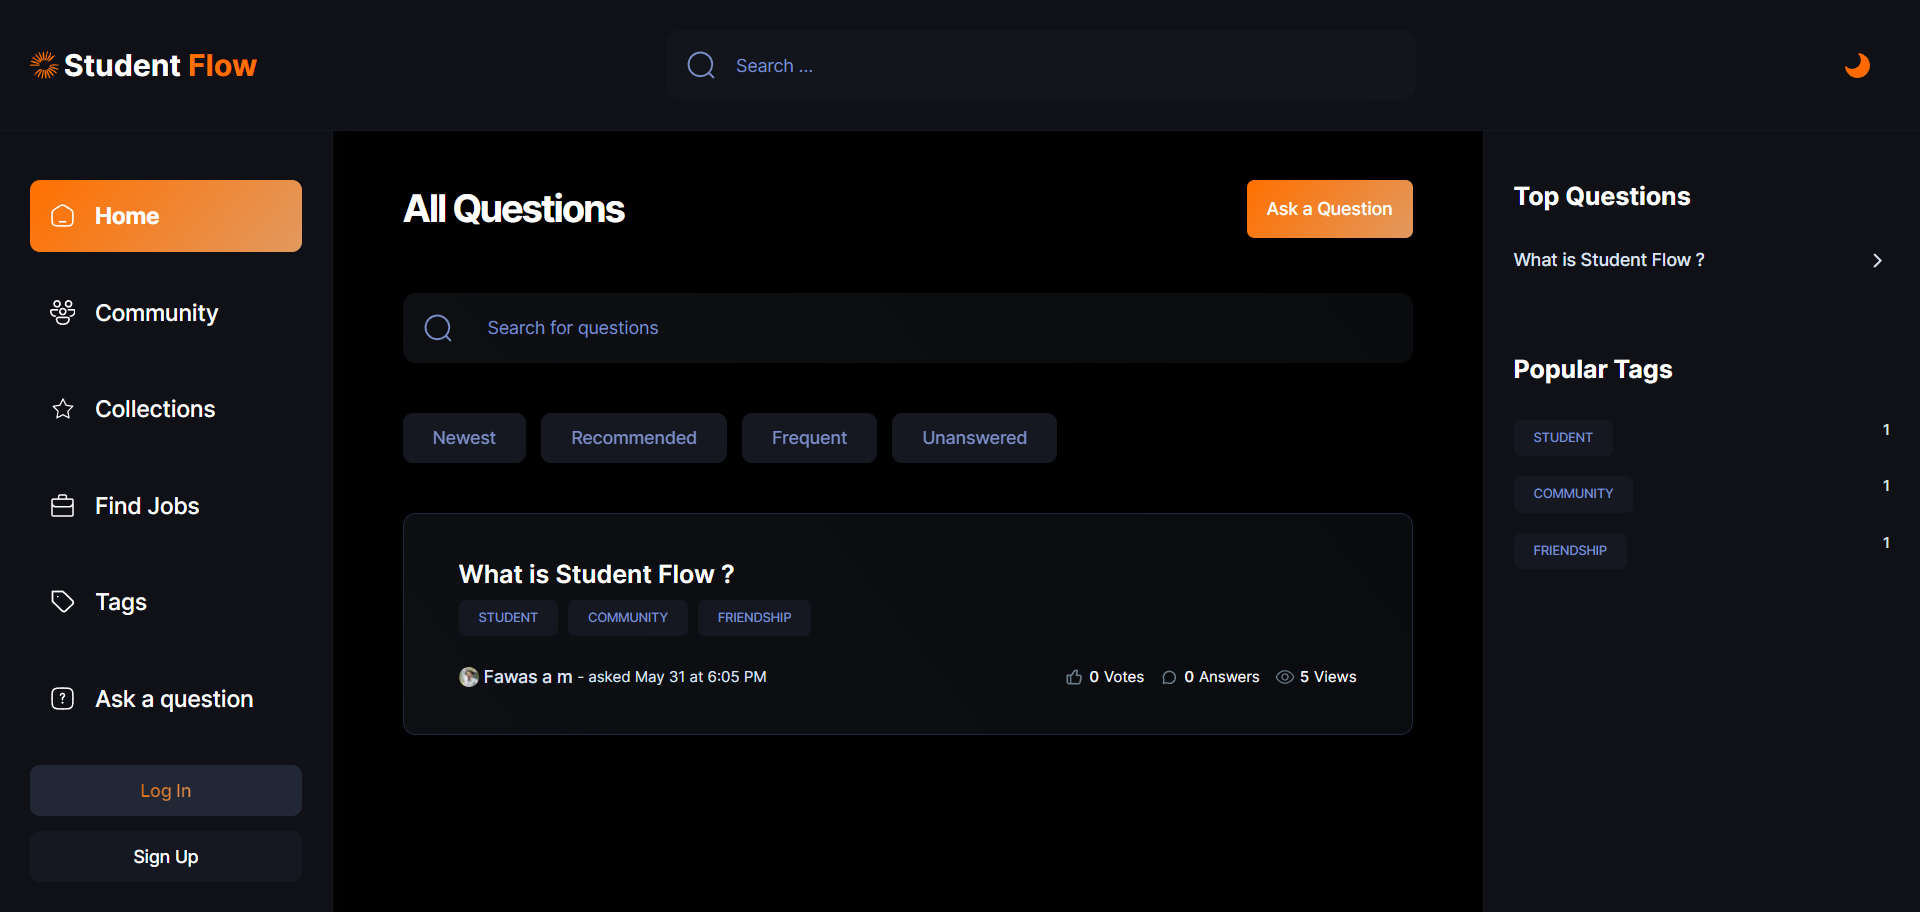 Student Flow
Search ...
Home
Community
Collections
Find Jobs
Tags
Ask a question
Log In
Sign Up
All Questions
Ask a Question
Search for questions
Newest
Recommended
Frequent
Unanswered
What is Student Flow ?
STUDENT
COMMUNITY
FRIENDSHIP
Fawas a m - asked May 31 at 6:05 PM
0 Votes
0 Answers
5 Views
Top Questions
What is Student Flow ?
Popular Tags
STUDENT 1
COMMUNITY 1
FRIENDSHIP 1